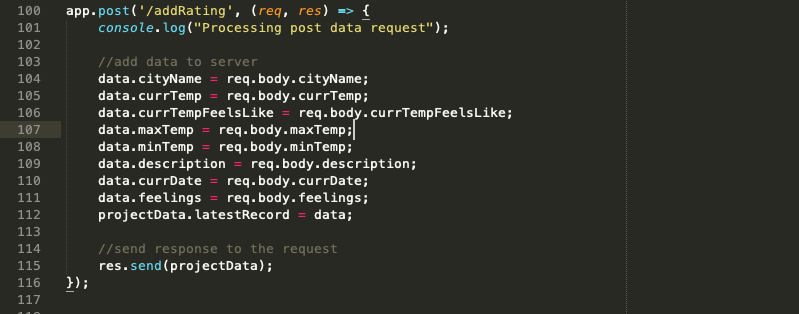 100 app.post('/addRating', (req, res) => {
101     console.log("Processing post data request");
102
103     //add data to server
104     data.cityName = req.body.cityName;
105     data.currTemp = req.body.currTemp;
106     data.currTempFeelsLike = req.body.currTempFeelsLike;
107     data.maxTemp = req.body.maxTemp;
108     data.minTemp = req.body.minTemp;
109     data.description = req.body.description;
110     data.currDate = req.body.currDate;
111     data.feelings = req.body.feelings;
112     projectData.latestRecord = data;
113
114     //send response to the request
115     res.send(projectData);
116 });
117